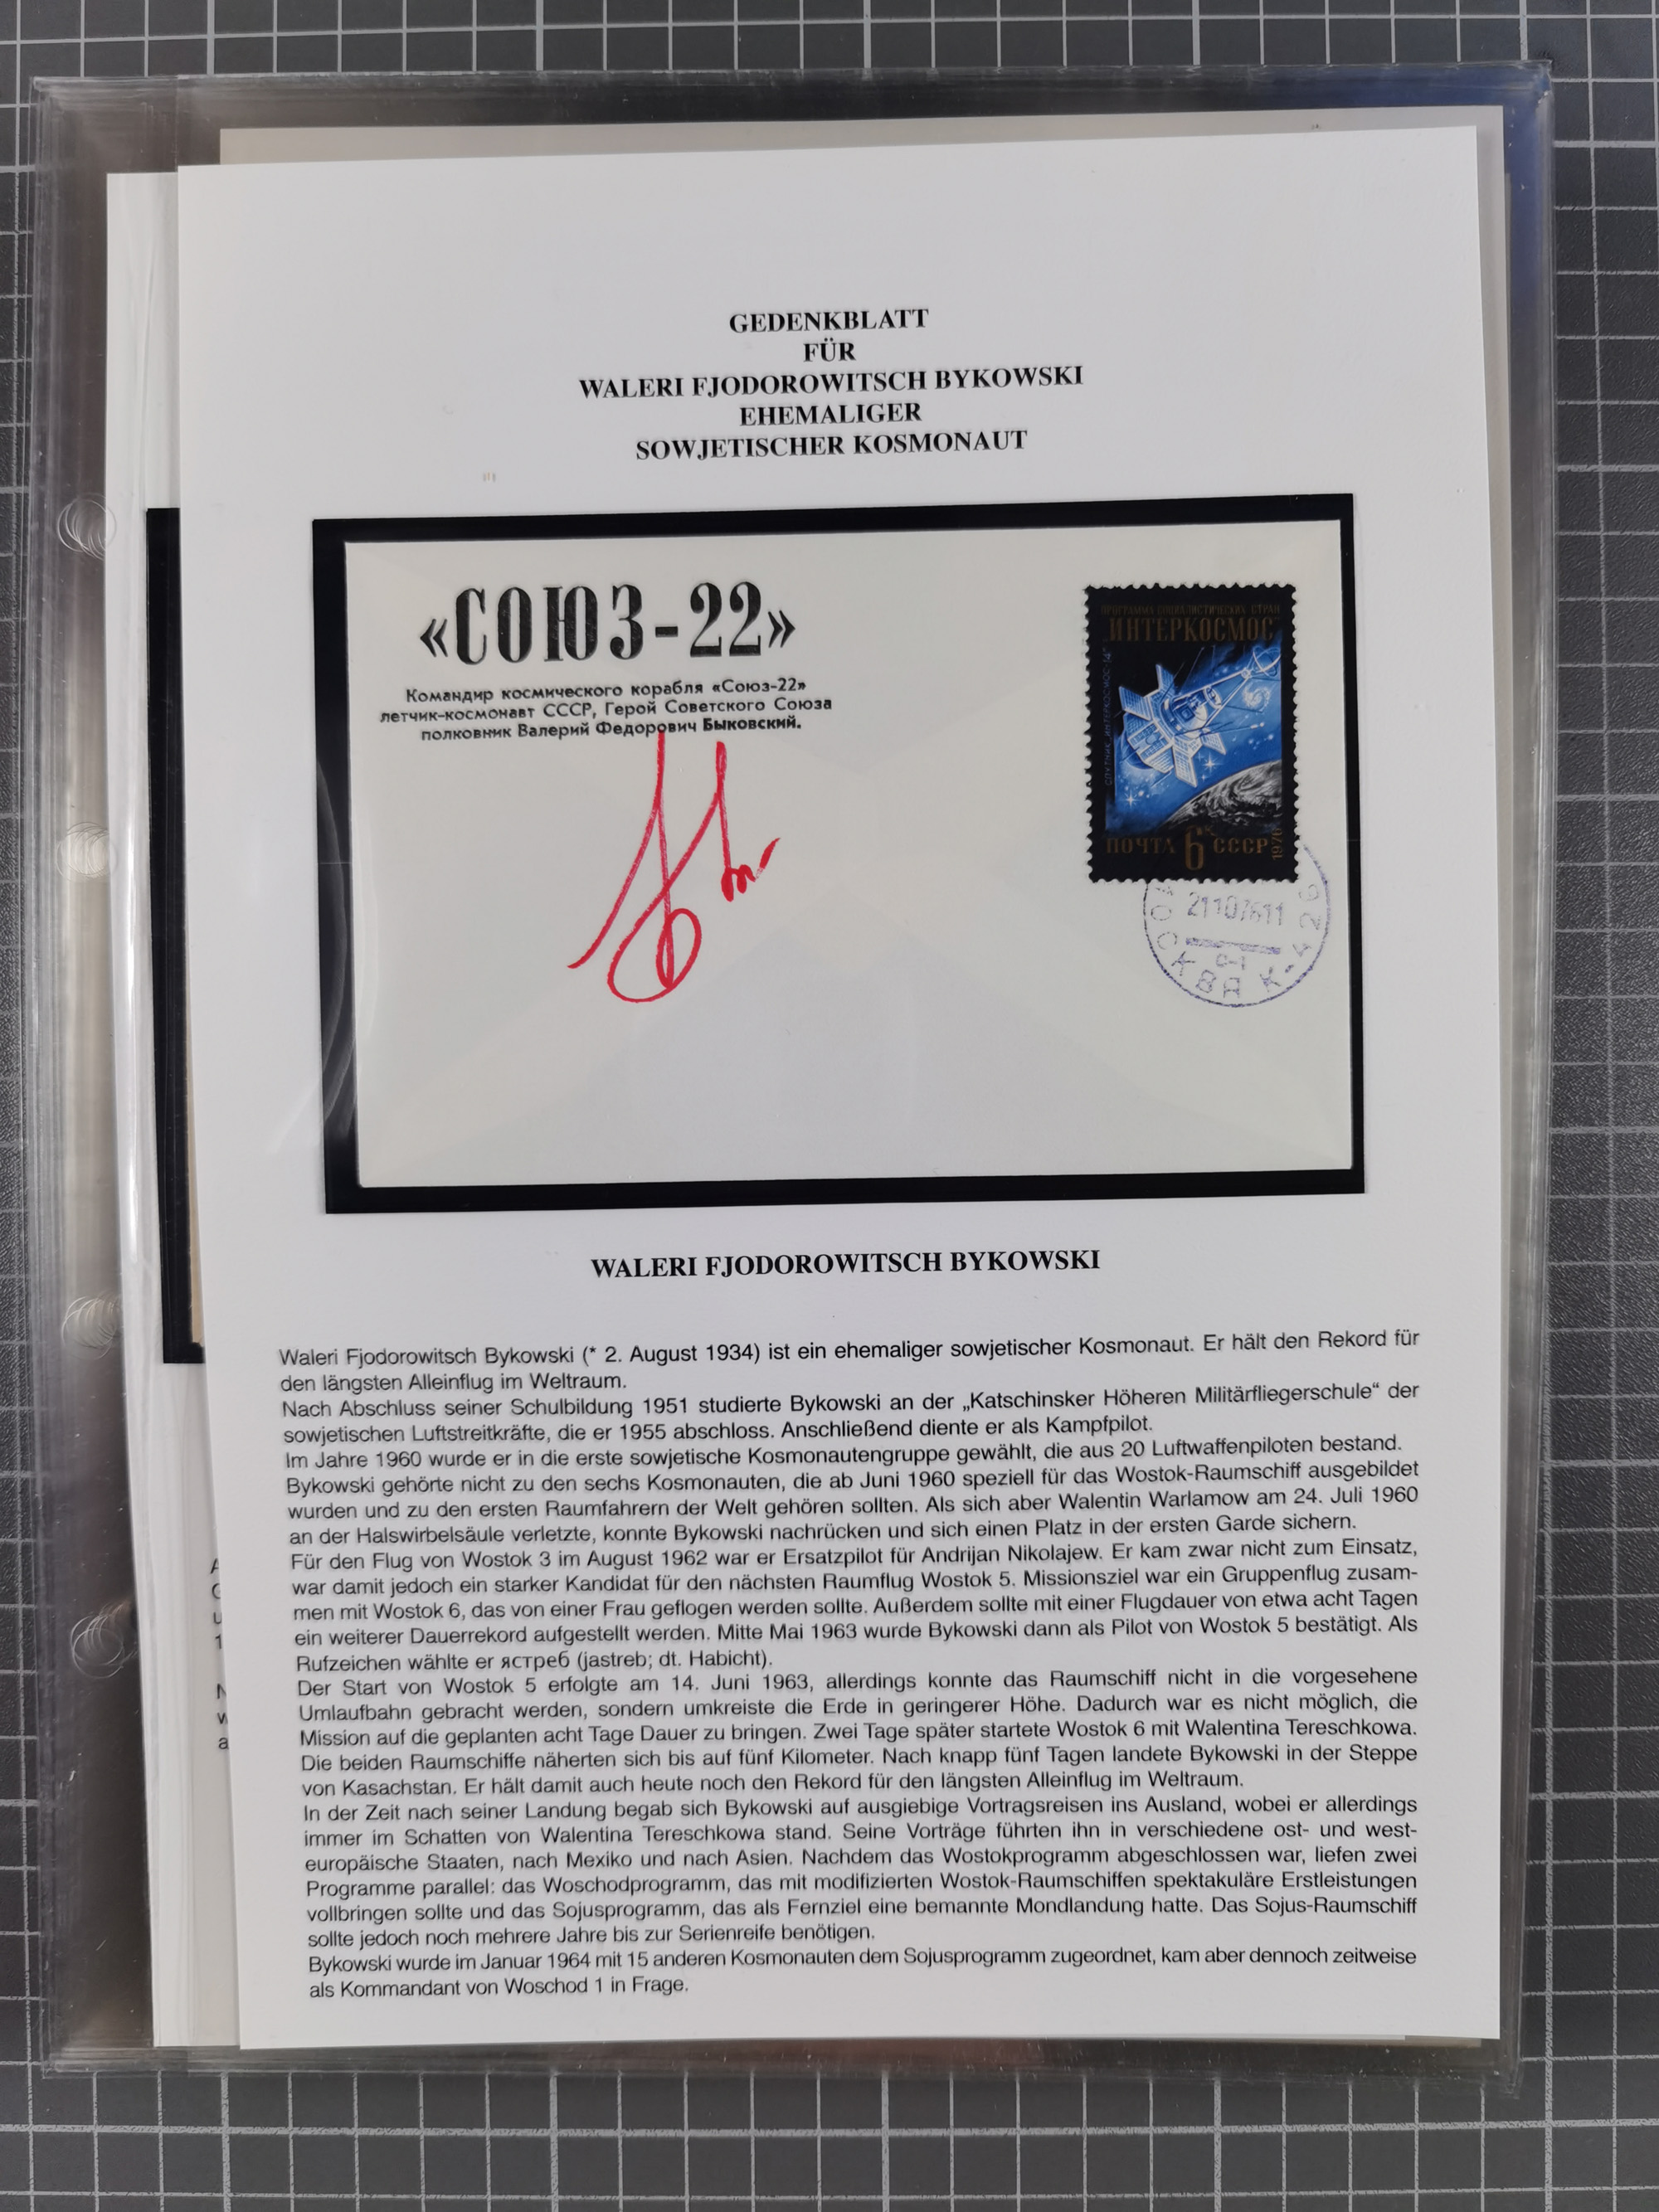 GEDENKBLATT
FÜR
WALERI FJODOROWITSCH BYKOWSKI
EHEMALIGER
SOWJETISCHER KOSMONAUT
«СОЮЗ-22»
Командир космического корабля «Союз-22»
летчик-космонавт СССР, Герой Советского Союза
полковник Валерий Федорович Быковский.
ПРОГРАММА СОЦИАЛИСТИЧЕСКИХ СТРАН
ИНТЕРКОСМОС
СПУТНИК „ИНТЕРКОСМОС-14"
ПОЧТА 6к СССР
1976
21107611
МОСКВА К-426
WALERI FJODOROWITSCH BYKOWSKI
Waleri Fjodorowitsch Bykowski (* 2. August 1934) ist ein ehemaliger sowjetischer Kosmonaut. Er hält den Rekord für
den längsten Alleinflug im Weltraum.
Nach Abschluss seiner Schulbildung 1951 studierte Bykowski an der „Katschinsker Höheren Militärfliegerschule“ der
sowjetischen Luftstreitkräfte, die er 1955 abschloss. Anschließend diente er als Kampfpilot.
Im Jahre 1960 wurde er in die erste sowjetische Kosmonautengruppe gewählt, die aus 20 Luftwaffenpiloten bestand.
Bykowski gehörte nicht zu den sechs Kosmonauten, die ab Juni 1960 speziell für das Wostok-Raumschiff ausgebildet
wurden und zu den ersten Raumfahrern der Welt gehören sollten. Als sich aber Walentin Warlamow am 24. Juli 1960
an der Halswirbelsäule verletzte, konnte Bykowski nachrücken und sich einen Platz in der ersten Garde sichern.
Für den Flug von Wostok 3 im August 1962 war er Ersatzpilot für Andrijan Nikolajew. Er kam zwar nicht zum Einsatz,
war damit jedoch ein starker Kandidat für den nächsten Raumflug Wostok 5. Missionsziel war ein Gruppenflug zusam-
men mit Wostok 6, das von einer Frau geflogen werden sollte. Außerdem sollte mit einer Flugdauer von etwa acht Tagen
ein weiterer Dauerrekord aufgestellt werden. Mitte Mai 1963 wurde Bykowski dann als Pilot von Wostok 5 bestätigt. Als
Rufzeichen wählte er ястреб (jastreb; dt. Habicht).
Der Start von Wostok 5 erfolgte am 14. Juni 1963, allerdings konnte das Raumschiff nicht in die vorgesehene
Umlaufbahn gebracht werden, sondern umkreiste die Erde in geringerer Höhe. Dadurch war es nicht möglich, die
Mission auf die geplanten acht Tage Dauer zu bringen. Zwei Tage später startete Wostok 6 mit Walentina Tereschkowa.
Die beiden Raumschiffe näherten sich bis auf fünf Kilometer. Nach knapp fünf Tagen landete Bykowski in der Steppe
von Kasachstan. Er hält damit auch heute noch den Rekord für den längsten Alleinflug im Weltraum.
In der Zeit nach seiner Landung begab sich Bykowski auf ausgiebige Vortragsreisen ins Ausland, wobei er allerdings
immer im Schatten von Walentina Tereschkowa stand. Seine Vorträge führten ihn in verschiedene ost- und west-
europäische Staaten, nach Mexiko und nach Asien. Nachdem das Wostokprogramm abgeschlossen war, liefen zwei
Programme parallel: das Woschodprogramm, das mit modifizierten Wostok-Raumschiffen spektakuläre Erstleistungen
vollbringen sollte und das Sojusprogramm, das als Fernziel eine bemannte Mondlandung hatte. Das Sojus-Raumschiff
sollte jedoch noch mehrere Jahre bis zur Serienreife benötigen.
Bykowski wurde im Januar 1964 mit 15 anderen Kosmonauten dem Sojusprogramm zugeordnet, kam aber dennoch zeitweise
als Kommandant von Woschod 1 in Frage.